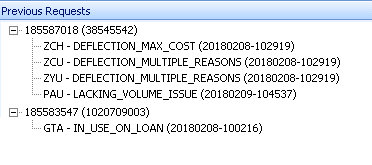 Previous Requests
185587018 (38545542)
ZCH - DEFLECTION_MAX_COST (20180208-102919)
ZCU - DEFLECTION_MULTIPLE_REASONS (20180208-102919)
ZYU - DEFLECTION_MULTIPLE_REASONS (20180208-102919)
PAU - LACKING_VOLUME_ISSUE (20180209-104537)
185583547 (1020709003)
GTA - IN_USE_ON_LOAN (20180208-100216)